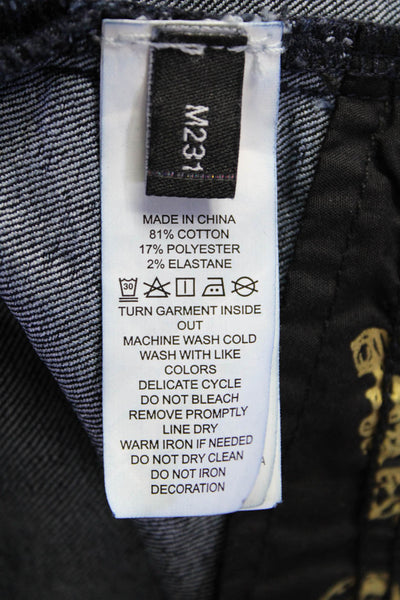 M231
MADE IN CHINA
81% COTTON
17% POLYESTER
2% ELASTANE
30
TURN GARMENT INSIDE
OUT
MACHINE WASH COLD
WASH WITH LIKE
COLORS
DELICATE CYCLE
DO NOT BLEACH
REMOVE PROMPTLY
LINE DRY
WARM IRON IF NEEDED
DO NOT DRY CLEAN
DO NOT IRON
DECORATION
A